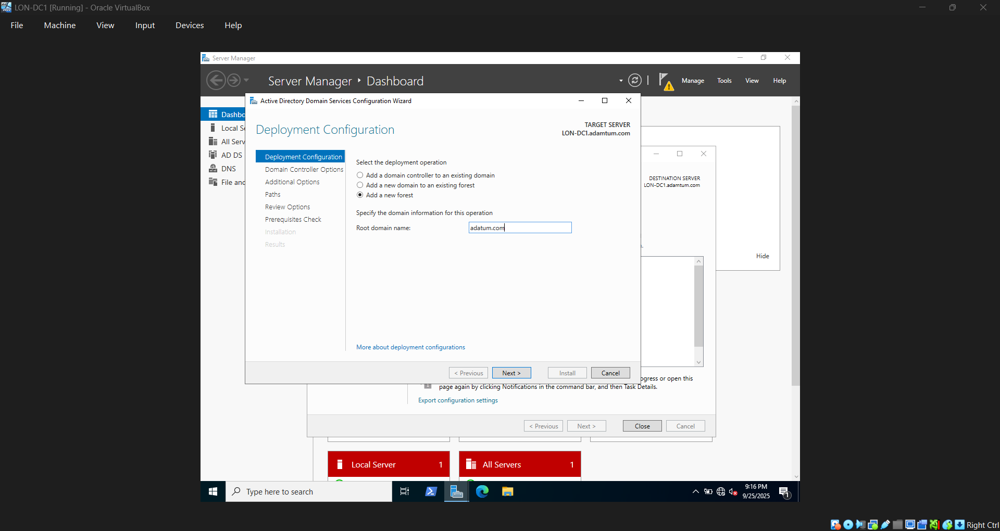 LON-DC1 [Running] - Oracle VirtualBox
File Machine View Input Devices Help
Server Manager
Server Manager Dashboard
Manage Tools View Help
Active Directory Domain Services Configuration Wizard
Dashbc
Local Se
All Serv
AD DS
DNS
File and
Deployment Configuration
TARGET SERVER
LON-DC1.adamtum.com
Deployment Configuration
Domain Controller Options
Additional Options
Paths
Review Options
Prerequisites Check
Installation
Results
Select the deployment operation
Add a domain controller to an existing domain
Add a new domain to an existing forest
Add a new forest
Specify the domain information for this operation
Root domain name: adatum.com
More about deployment configurations
< Previous Next > Install Cancel
DESTINATION SERVER
LON-DC1.adamtum.com
Hide
ogress or open this
page again by clicking Notifications in the command bar, and then Task Details.
Export configuration settings
< Previous Next > Close Cancel
Local Server 1
All Servers 1
Type here to search
9:16 PM
9/25/2025
1
Right Ctrl